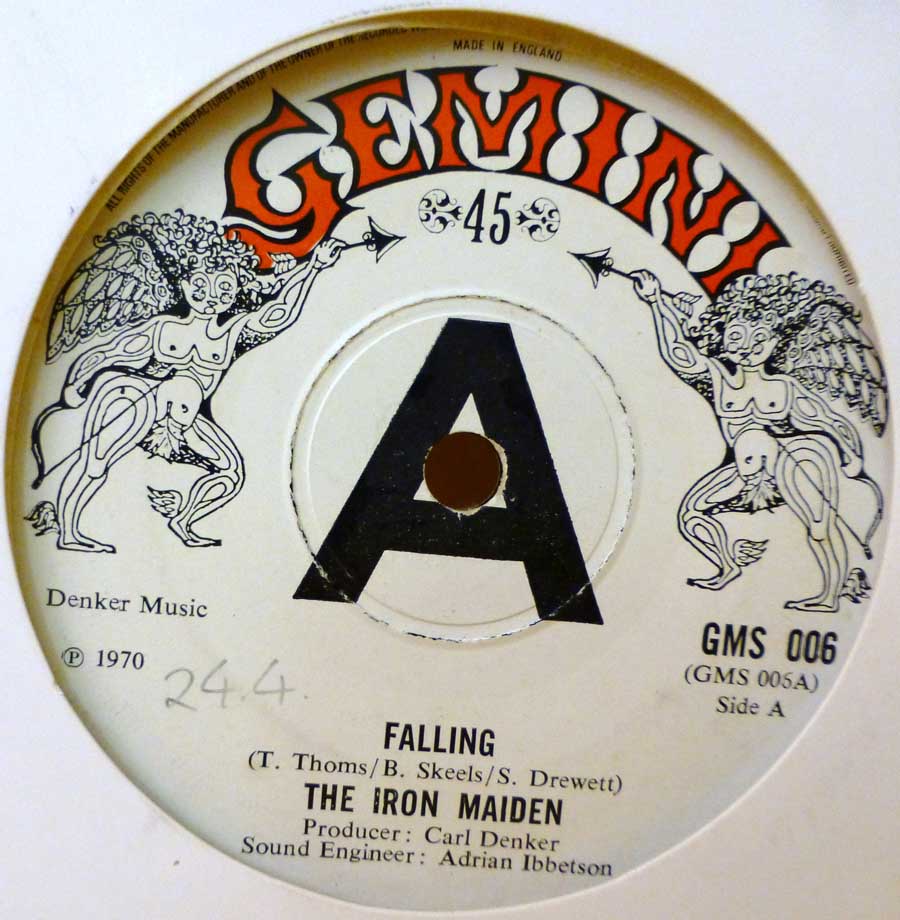 ALL RIGHTS OF THE MANUFACTURER AND OF THE OWNER OF THE RECORDED
MADE IN ENGLAND
PROHIBITED
GEMINI
45
A
Denker Music
℗ 1970
24.4.
GMS 006
(GMS 006A)
Side A
FALLING
(T. Thoms/B. Skeels/S. Drewett)
THE IRON MAIDEN
Producer: Carl Denker
Sound Engineer: Adrian Ibbetson